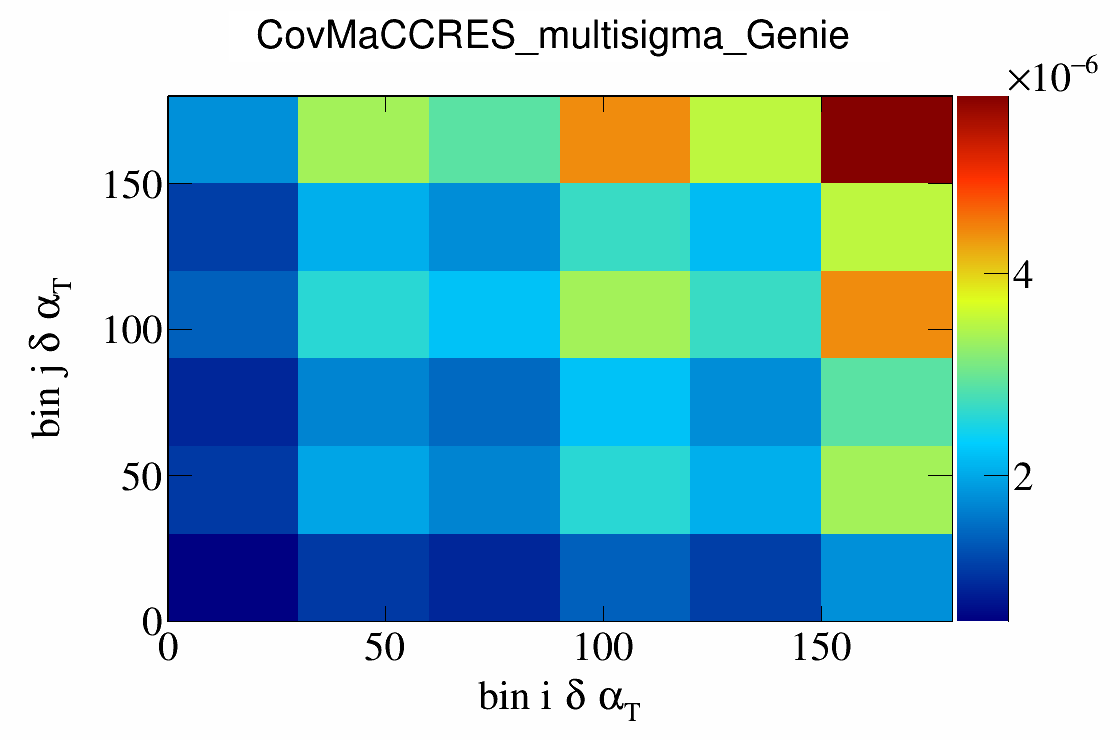 CovMaCCRES_multisigma_Genie
×10⁻⁶
150
100
50
0
4
2
0 50 100 150
bin j δ α_T
bin i δ α_T